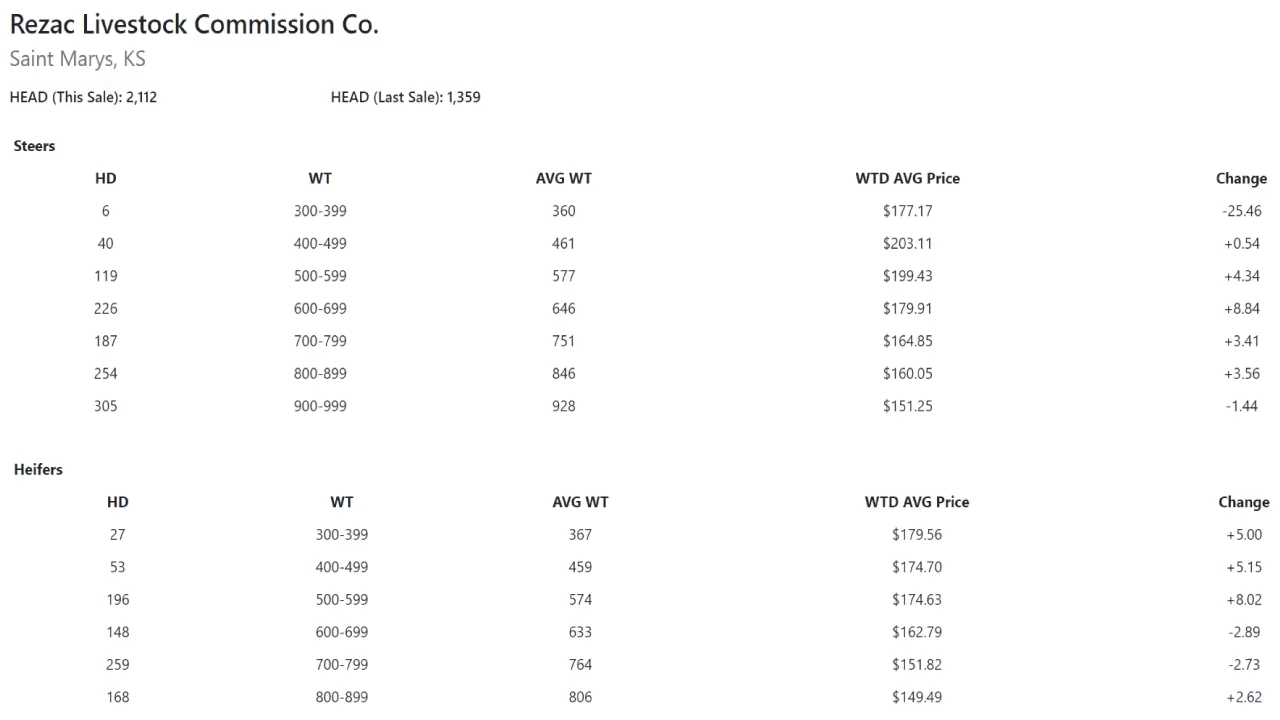 Rezac Livestock Commission Co.
Saint Marys, KS
HEAD (This Sale): 2,112 HEAD (Last Sale): 1,359
Steers
HD WT AVG WT WTD AVG Price Change
6 300-399 360 $177.17 -25.46
40 400-499 461 $203.11 +0.54
119 500-599 577 $199.43 +4.34
226 600-699 646 $179.91 +8.84
187 700-799 751 $164.85 +3.41
254 800-899 846 $160.05 +3.56
305 900-999 928 $151.25 -1.44
Heifers
HD WT AVG WT WTD AVG Price Change
27 300-399 367 $179.56 +5.00
53 400-499 459 $174.70 +5.15
196 500-599 574 $174.63 +8.02
148 600-699 633 $162.79 -2.89
259 700-799 764 $151.82 -2.73
168 800-899 806 $149.49 +2.62